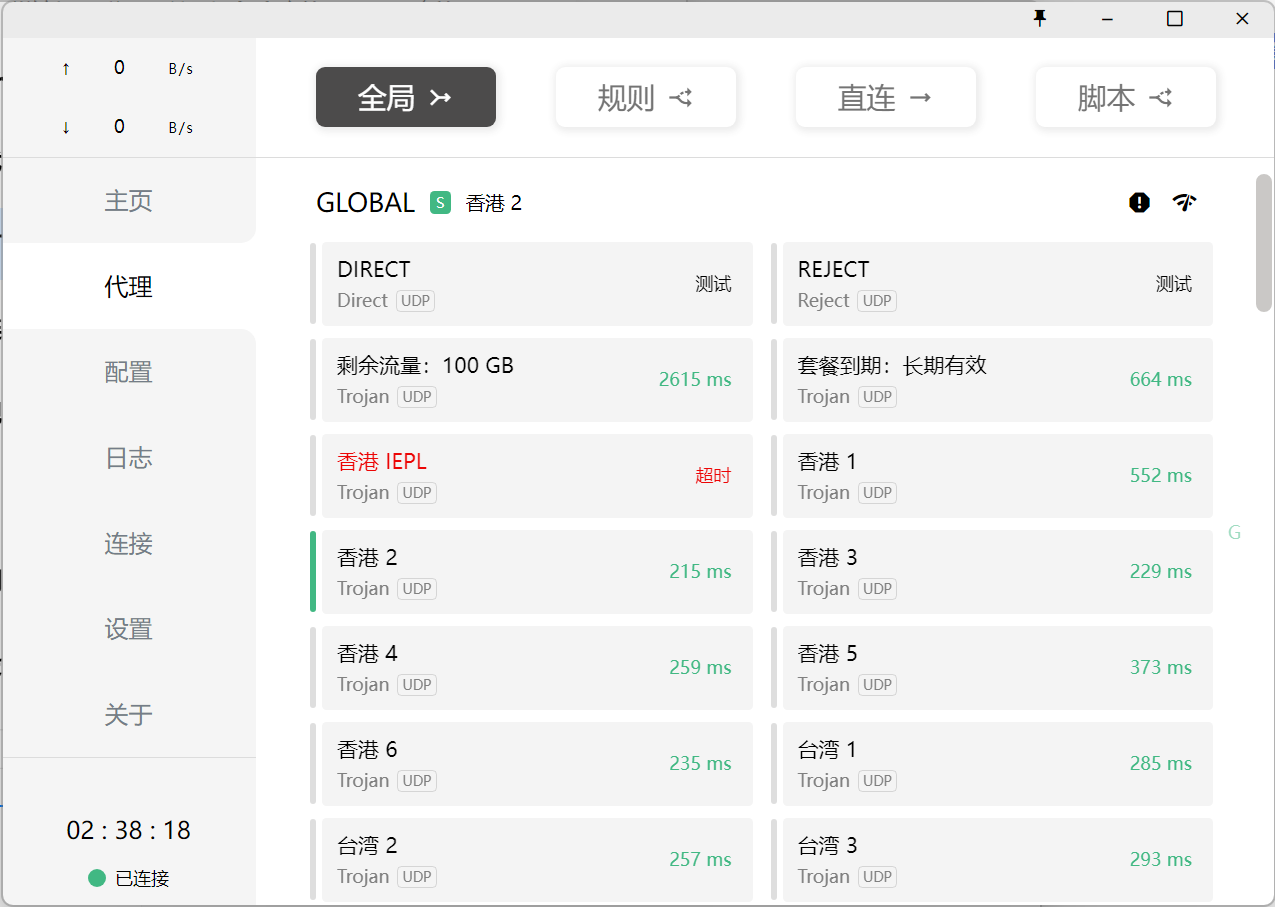 ↑ 0 B/s
↓ 0 B/s
全局
规则
直连 →
脚本
主页
代理
配置
日志
连接
设置
关于
02 : 38 : 18
已连接
GLOBAL S 香港 2
DIRECT
Direct UDP
测试
REJECT
Reject UDP
测试
剩余流量：100 GB
Trojan UDP
2615 ms
套餐到期：长期有效
Trojan UDP
664 ms
香港 IEPL
Trojan UDP
超时
香港 1
Trojan UDP
552 ms
香港 2
Trojan UDP
215 ms
香港 3
Trojan UDP
229 ms
香港 4
Trojan UDP
259 ms
香港 5
Trojan UDP
373 ms
香港 6
Trojan UDP
235 ms
台湾 1
Trojan UDP
285 ms
台湾 2
Trojan UDP
257 ms
台湾 3
Trojan UDP
293 ms
G